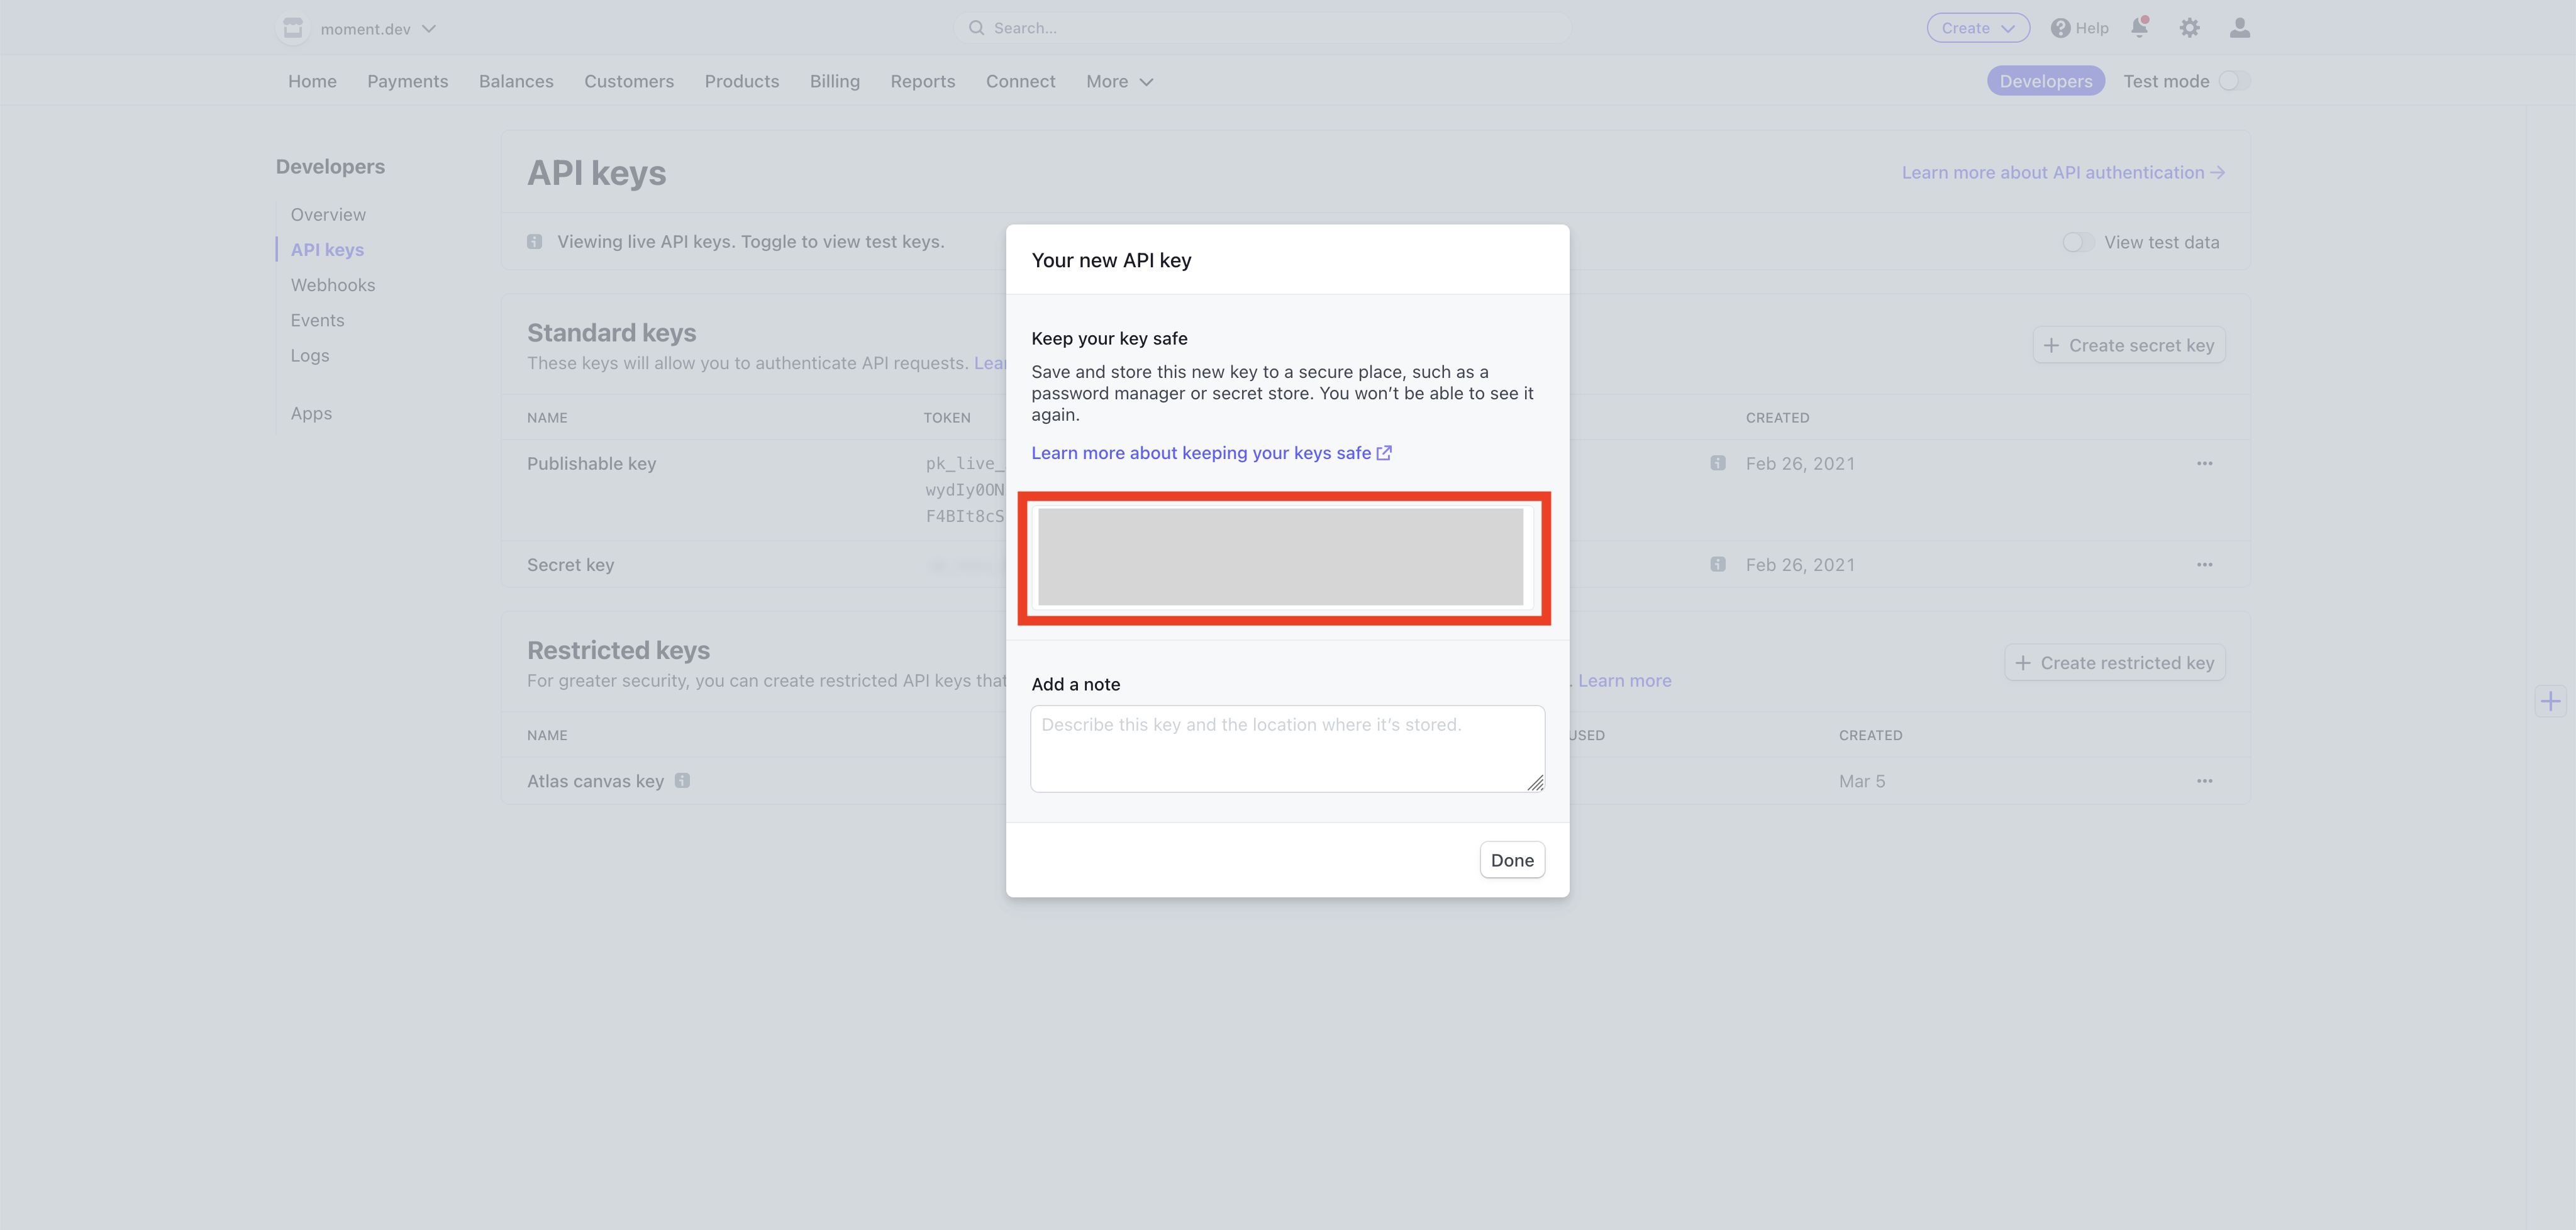 moment.dev
Search...
Create
Help
Home
Payments
Balances
Customers
Products
Billing
Reports
Connect
More
Developers
Test mode
Developers
Overview
API keys
Webhooks
Events
Logs
Apps
API keys
Learn more about API authentication
Viewing live API keys. Toggle to view test keys.
View test data
Standard keys
These keys will allow you to authenticate API requests.
Create secret key
NAME
TOKEN
CREATED
Publishable key
pk_live_
wydIy0ON
F4BIt8cS
Feb 26, 2021
Secret key
Feb 26, 2021
Restricted keys
For greater security, you can create restricted API keys that
. Learn more
Create restricted key
NAME
USED
CREATED
Atlas canvas key
Mar 5
Your new API key
Keep your key safe
Save and store this new key to a secure place, such as a
password manager or secret store. You won’t be able to see it
again.
Learn more about keeping your keys safe
Add a note
Describe this key and the location where it’s stored.
Done